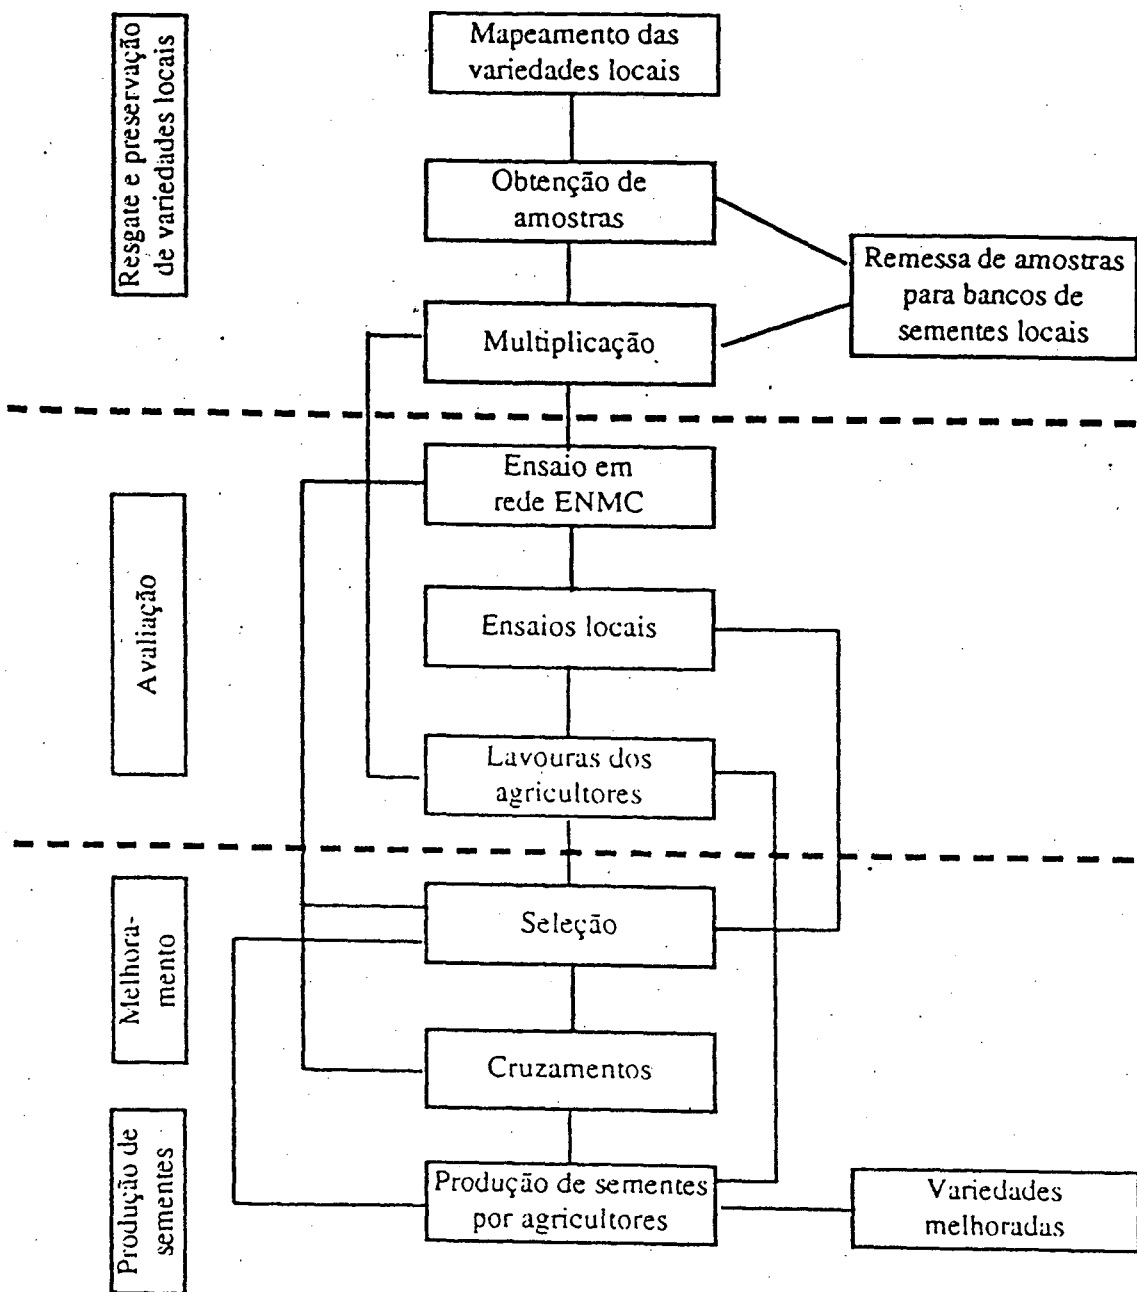 Resgate e preservação
de variedades locais
Mapeamento das
variedades locais
Obtenção de
amostras
Remessa de amostras
para bancos de
sementes locais
Multiplicação
Avaliação
Ensaio em
rede ENMC
Ensaios locais
Lavouras dos
agricultores
Melhora-
mento
Seleção
Cruzamentos
Produção de
sementes
Produção de sementes
por agricultores
Variedades
melhoradas